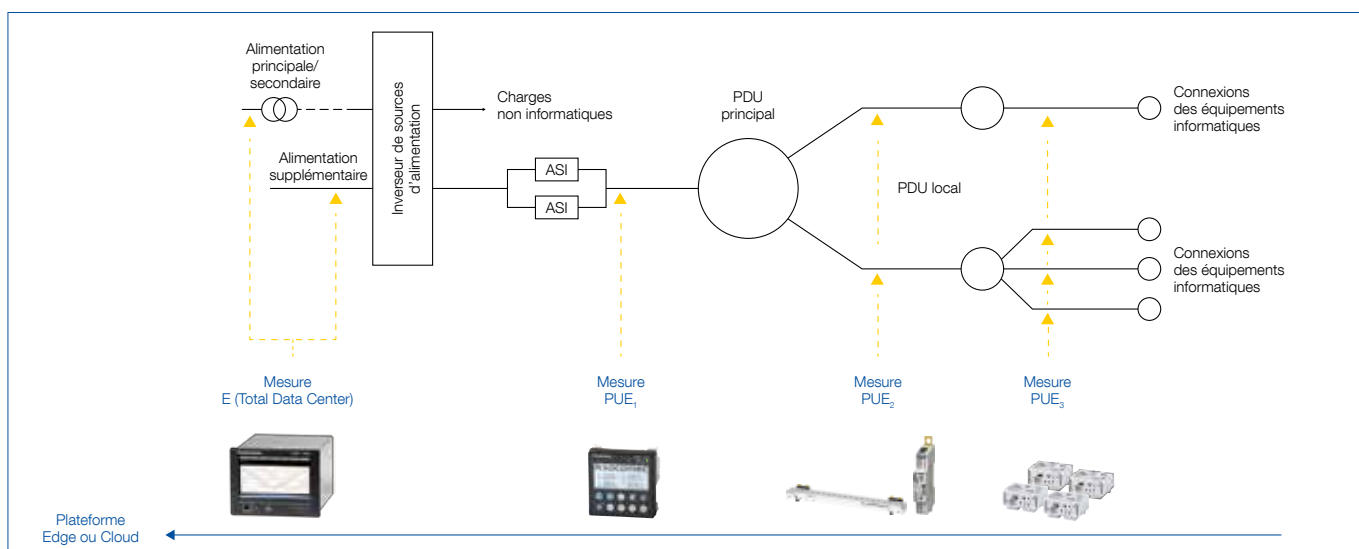 Alimentation
principale/
secondaire
Inverseur de sources
d'alimentation
Charges
non informatiques
Alimentation
supplémentaire
ASI
ASI
PDU
principal
PDU local
Connexions
des équipements
informatiques
Connexions
des équipements
informatiques
Mesure
E (Total Data Center)
Mesure
PUE₁
Mesure
PUE₂
Mesure
PUE₃
Plateforme
Edge ou Cloud